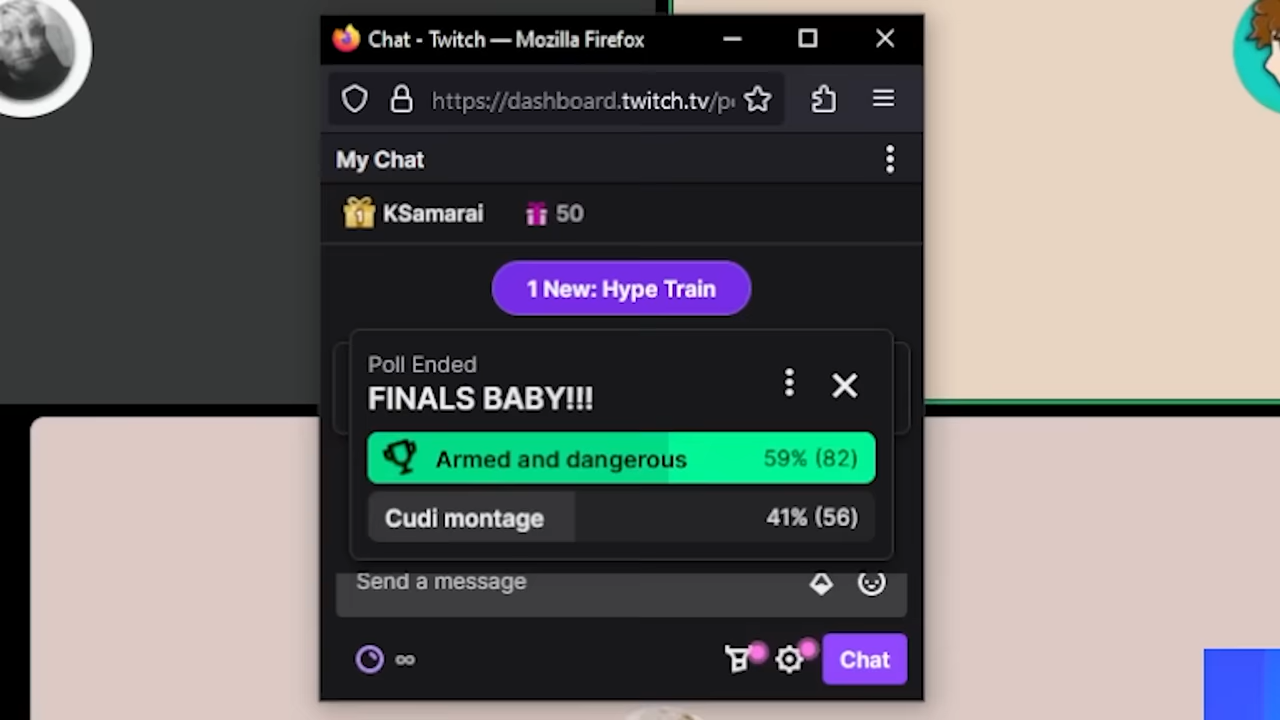 Chat - Twitch — Mozilla Firefox
https://dashboard.twitch.tv/p
My Chat
1 KSamarai 50
1 New: Hype Train
Poll Ended
FINALS BABY!!!
Armed and dangerous 59% (82)
Cudi montage 41% (56)
Send a message
∞ Chat